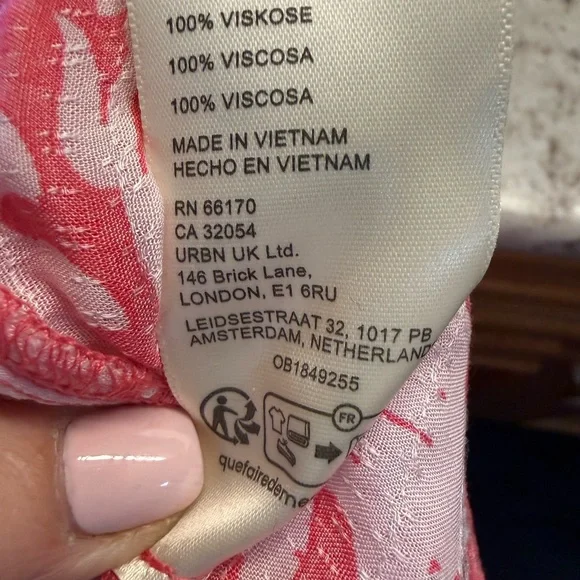 100% VISKOSE
100% VISCOSA
100% VISCOSA
MADE IN VIETNAM
HECHO EN VIETNAM
RN 66170
CA 32054
URBN UK Ltd.
146 Brick Lane,
LONDON, E1 6RU
LEIDSESTRAAT 32, 1017 PB
AMSTERDAM, NETHERLAND
OB1849255
FR
quefairedeme